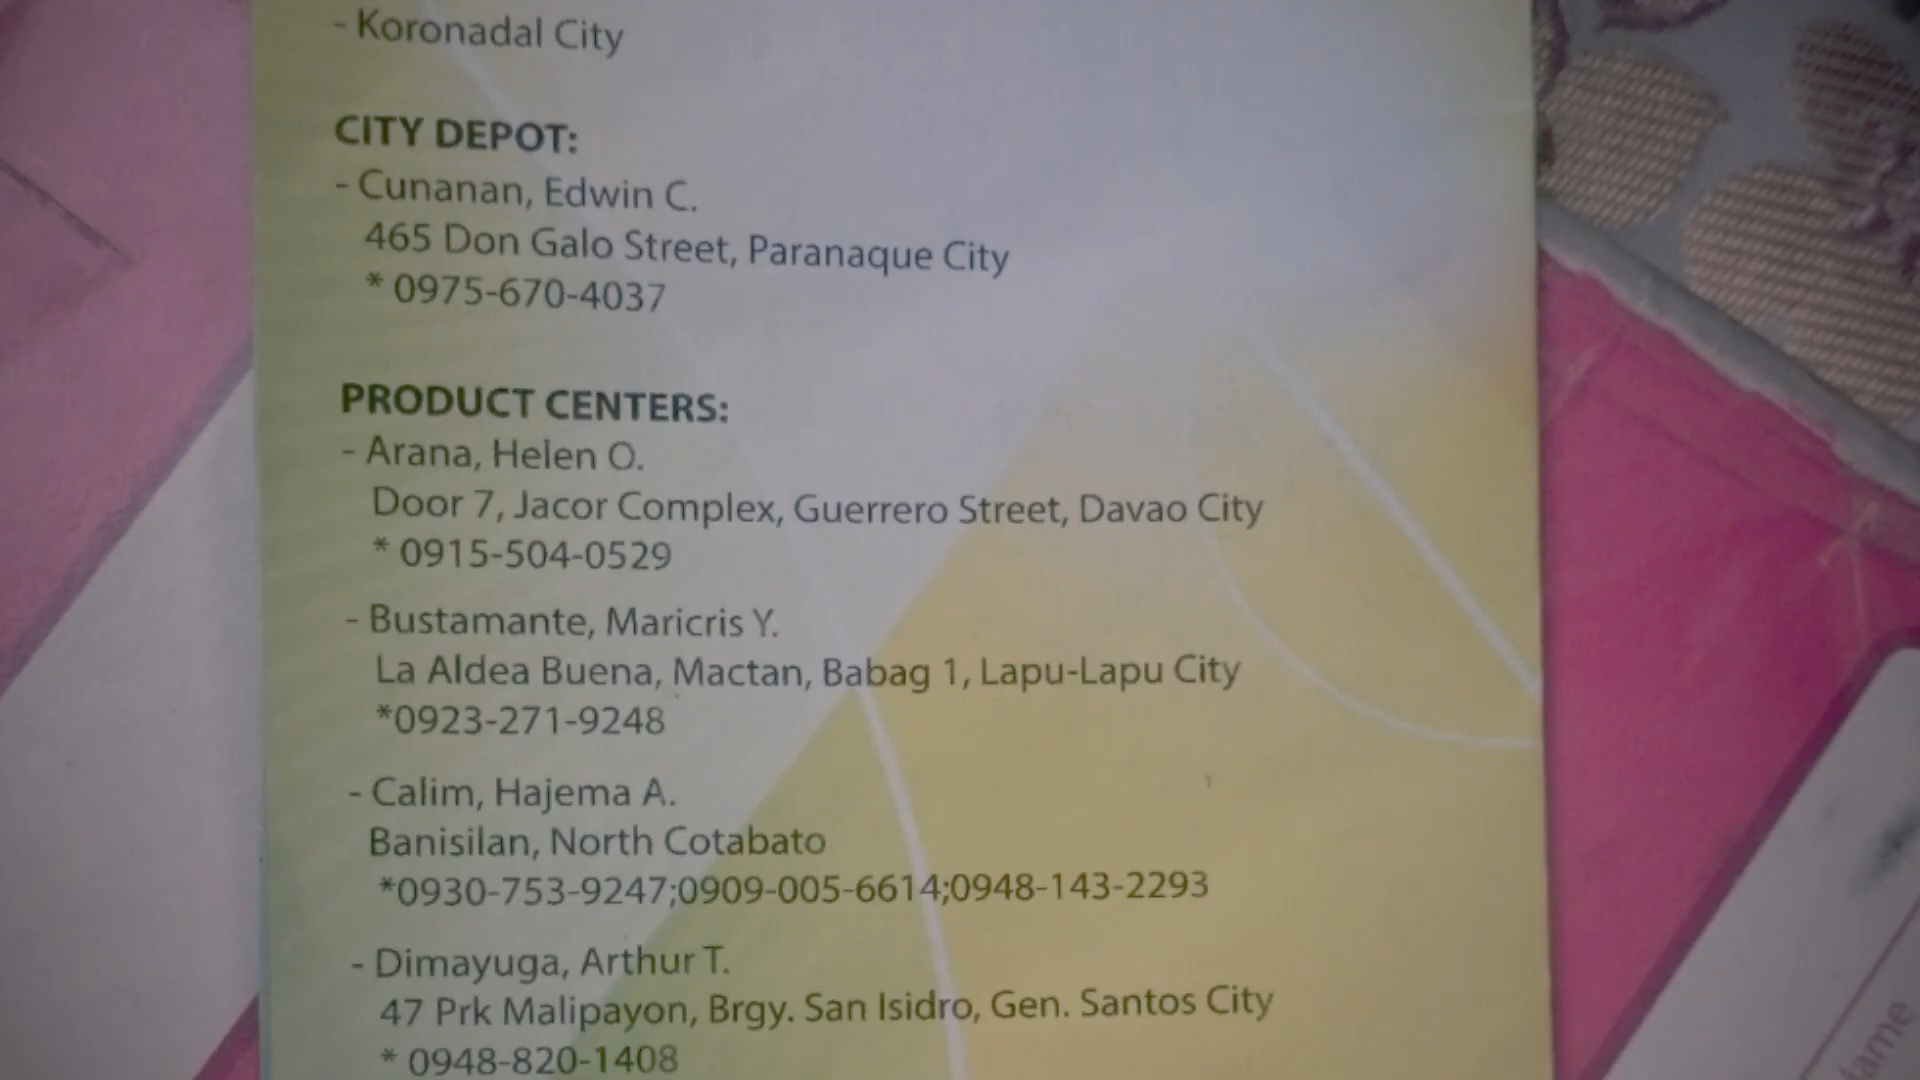 - Koronadal City
CITY DEPOT:
- Cunanan, Edwin C.
465 Don Galo Street, Paranaque City
* 0975-670-4037
PRODUCT CENTERS:
- Arana, Helen O.
Door 7, Jacor Complex, Guerrero Street, Davao City
* 0915-504-0529
- Bustamante, Maricris Y.
La Aldea Buena, Mactan, Babag 1, Lapu-Lapu City
*0923-271-9248
- Calim, Hajema A.
Banisilan, North Cotabato
*0930-753-9247;0909-005-6614;0948-143-2293
- Dimayuga, Arthur T.
47 Prk Malipayon, Brgy. San Isidro, Gen. Santos City
* 0948-820-1408